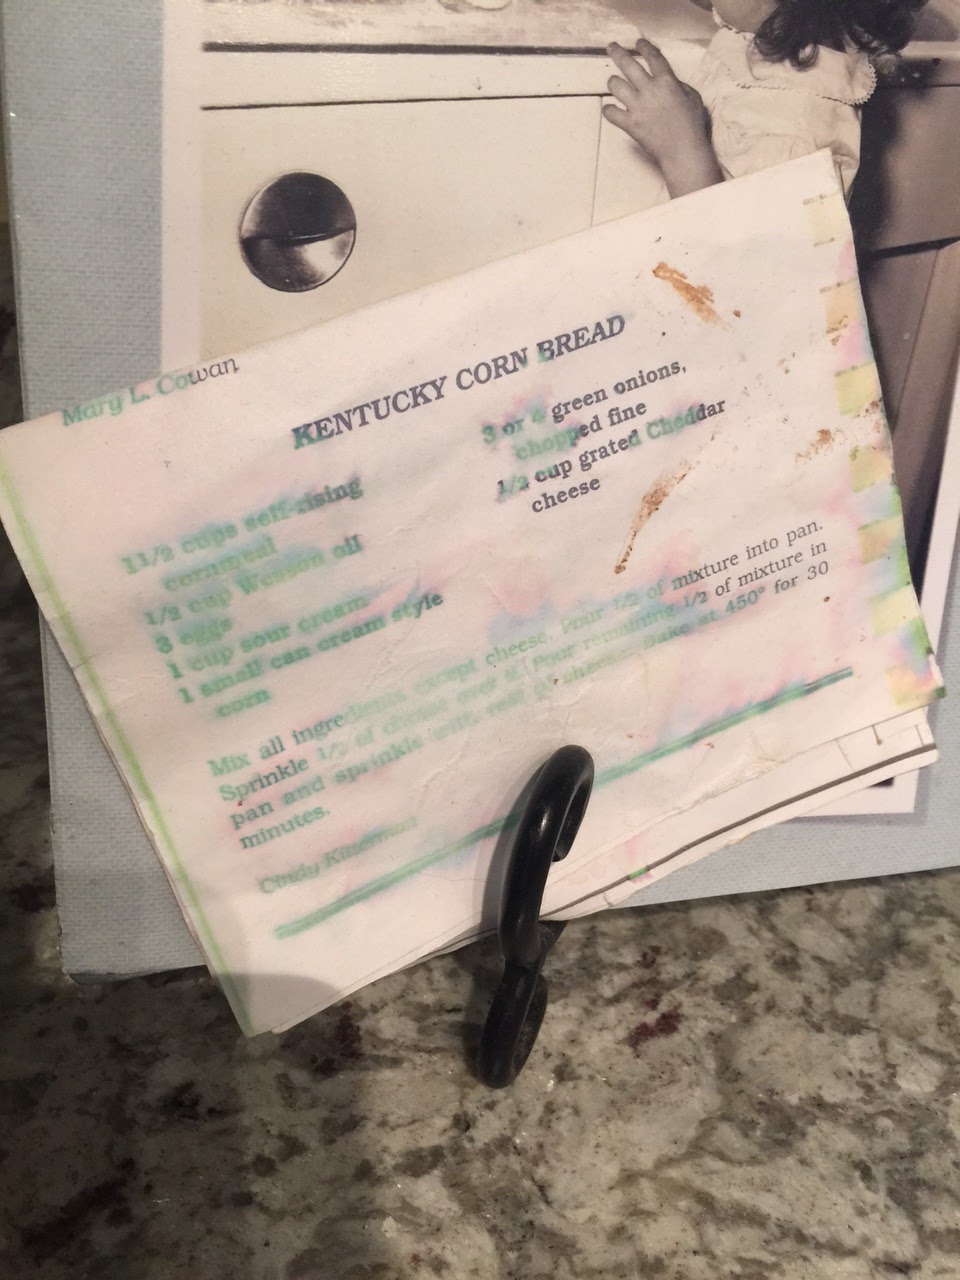 Mary L. Cowan
KENTUCKY CORN BREAD
1 1/2 cups self-rising
cornmeal
1/2 cup Wesson oil
3 eggs
1 cup sour cream
1 small can cream style
corn
3 or 4 green onions,
chopped fine
1/2 cup grated Cheddar
cheese
Mix all ingredients except cheese. Pour 1/2 of mixture into pan.
Sprinkle 1/2 of cheese over it. Pour remaining 1/2 of mixture in
pan and sprinkle with rest of cheese. Bake at 450° for 30
minutes.
Cindy